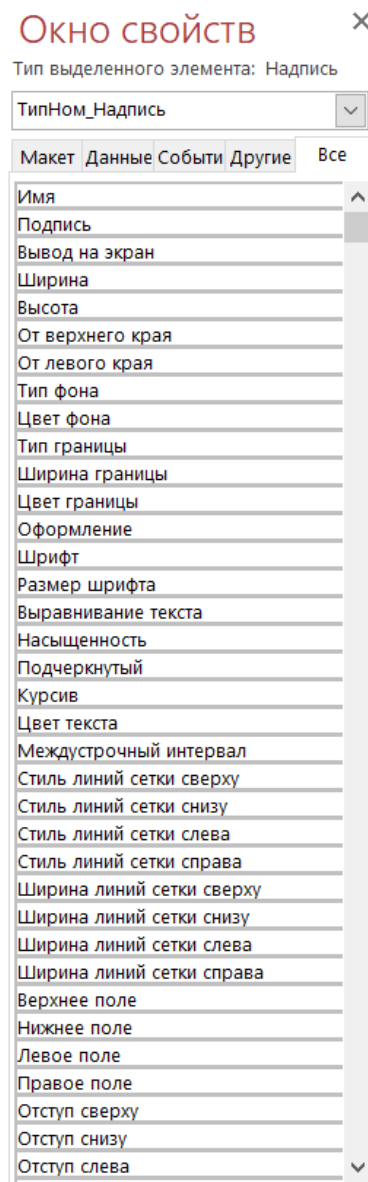 Окно свойств
Тип выделенного элемента: Надпись
ТипНом_Надпись
Макет Данные Событи Другие Все
Имя
Подпись
Вывод на экран
Ширина
Высота
От верхнего края
От левого края
Тип фона
Цвет фона
Тип границы
Ширина границы
Цвет границы
Оформление
Шрифт
Размер шрифта
Выравнивание текста
Насыщенность
Подчеркнутый
Курсив
Цвет текста
Междустрочный интервал
Стиль линий сетки сверху
Стиль линий сетки снизу
Стиль линий сетки слева
Стиль линий сетки справа
Ширина линий сетки сверху
Ширина линий сетки снизу
Ширина линий сетки слева
Ширина линий сетки справа
Верхнее поле
Нижнее поле
Левое поле
Правое поле
Отступ сверху
Отступ снизу
Отступ слева